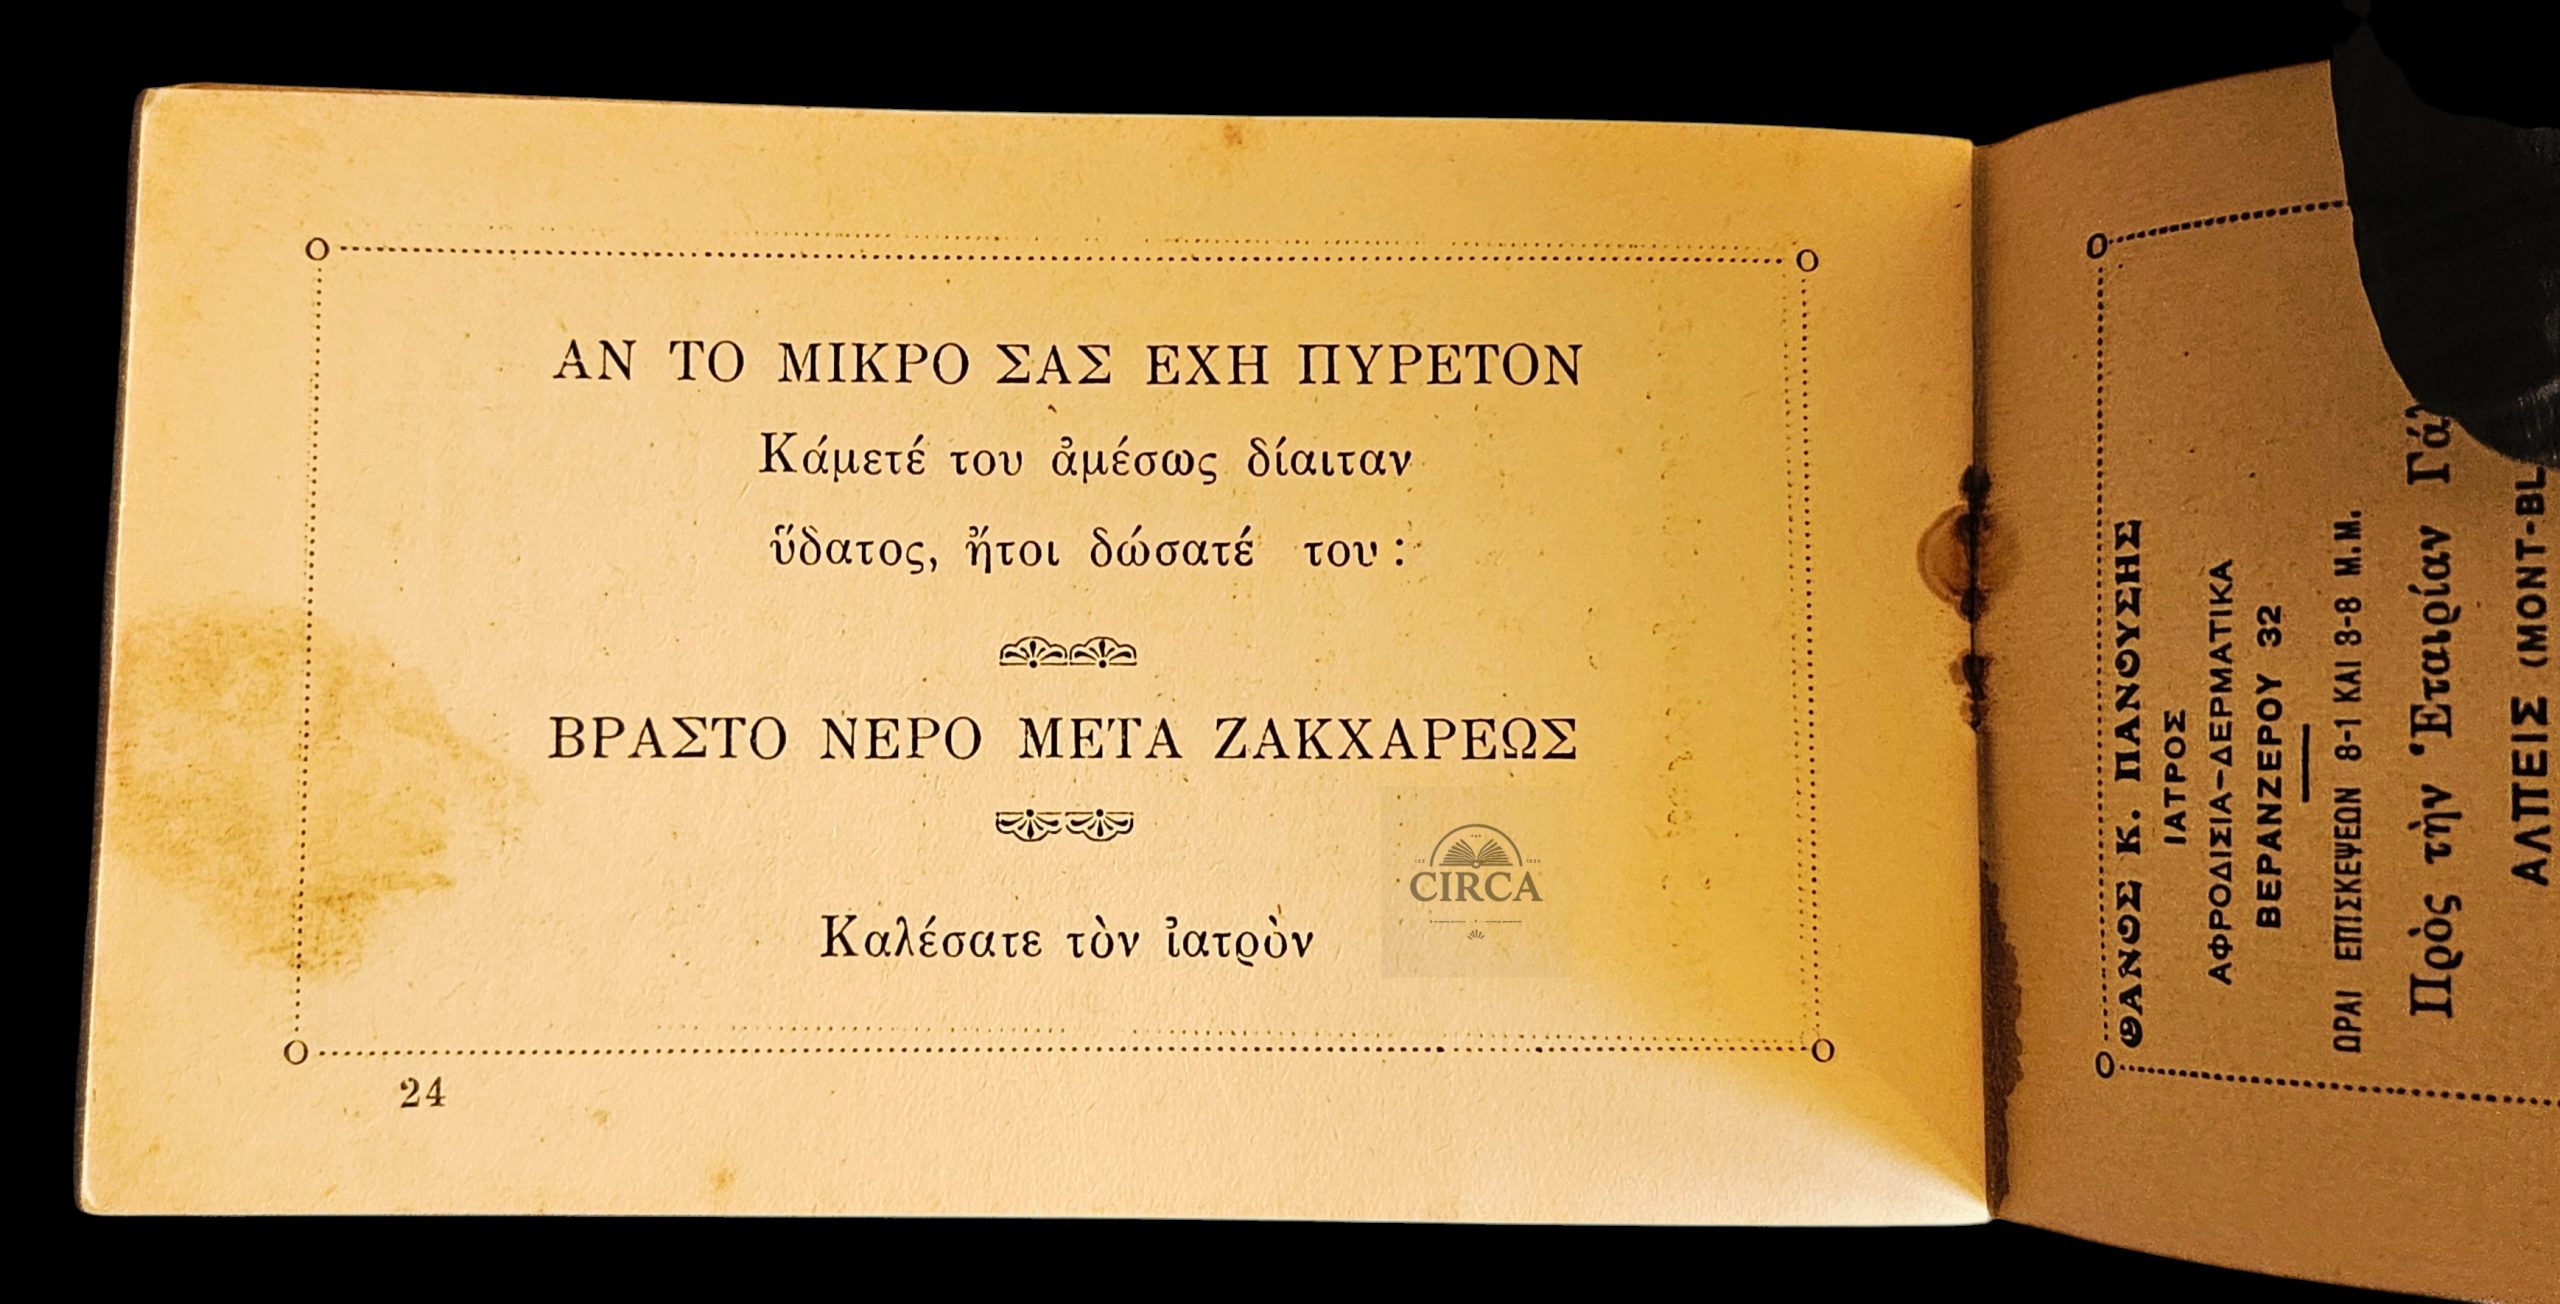 ΑΝ ΤΟ ΜΙΚΡΟ ΣΑΣ ΕΧΗ ΠΥΡΕΤΟΝ
Κάμετέ του ἀμέσως δίαιταν
ὕδατος, ἤτοι δώσατέ του :
ΒΡΑΣΤΟ ΝΕΡΟ ΜΕΤΑ ΖΑΚΧΑΡΕΩΣ
Καλέσατε τὸν ἰατρὸν
24
CIRCA
ΘΑΝΟΣ Κ. ΠΑΝΟΥΣΗΣ
ΙΑΤΡΟΣ
ΑΦΡΟΔΙΣΙΑ-ΔΕΡΜΑΤΙΚΑ
ΒΕΡΑΝΖΕΡΟΥ 32
ΩΡΑΙ ΕΠΙΣΚΕΨΕΩΝ 8-1 ΚΑΙ 3-8 Μ.Μ.
Πρὸς τὴν Ἑταιρίαν
ΑΛΠΕΙΣ (MONT-BL